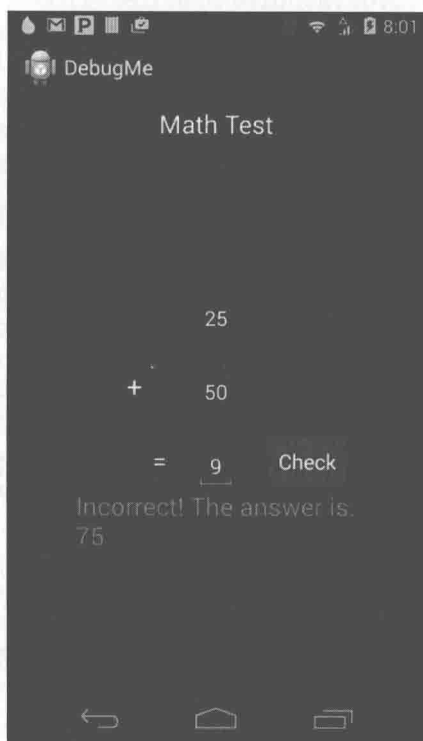 8:01
DebugMe
Math Test
25
+ 50
= 9 Check
Incorrect! The answer is:
75